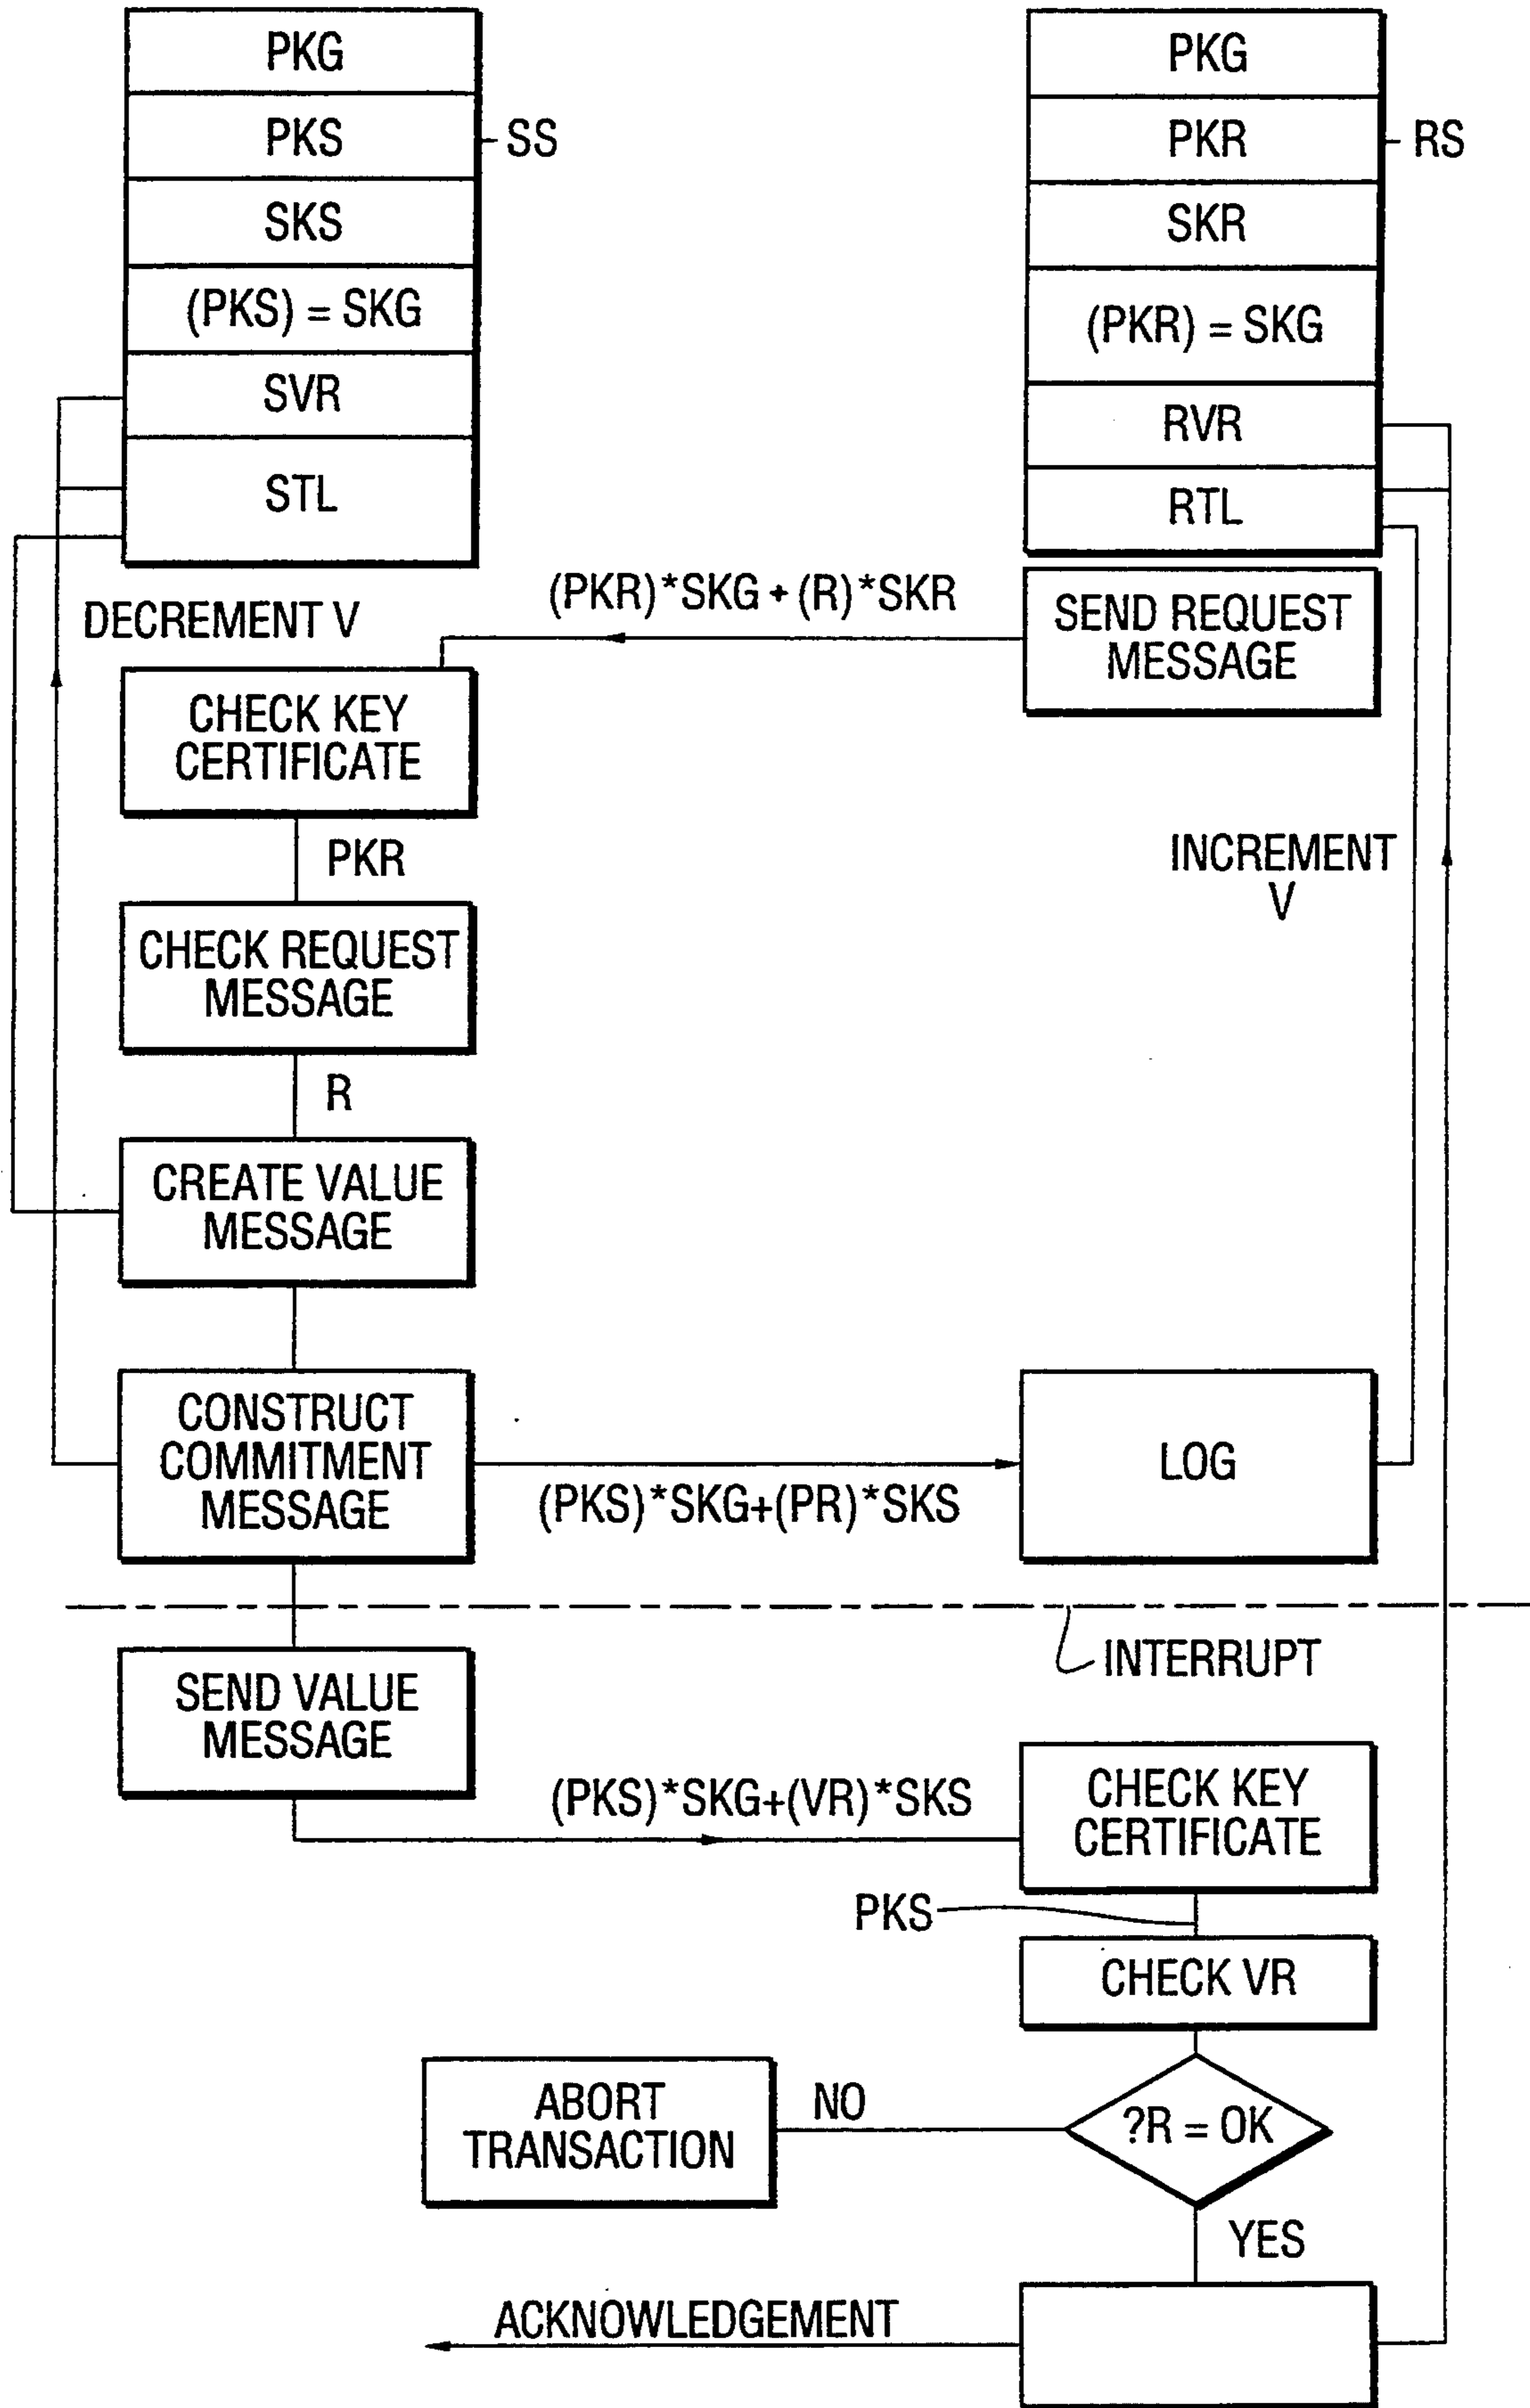 PKG
PKS
SS
SKS
(PKS) = SKG
SVR
STL
PKG
PKR
RS
SKR
(PKR) = SKG
RVR
RTL
DECREMENT V
(PKR)*SKG + (R)*SKR
SEND REQUEST
MESSAGE
CHECK KEY
CERTIFICATE
PKR
INCREMENT
V
CHECK REQUEST
MESSAGE
R
CREATE VALUE
MESSAGE
CONSTRUCT
COMMITMENT
MESSAGE
(PKS)*SKG+(PR)*SKS
LOG
INTERRUPT
SEND VALUE
MESSAGE
(PKS)*SKG+(VR)*SKS
CHECK KEY
CERTIFICATE
PKS
CHECK VR
ABORT
TRANSACTION
NO
?R = OK
YES
ACKNOWLEDGEMENT